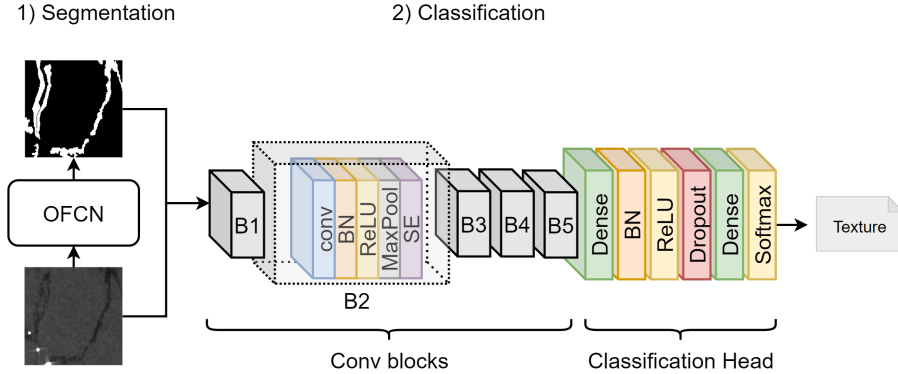 1) Segmentation
2) Classification
OFCN
B1
conv
BN
ReLU
MaxPool
SE
B2
B3
B4
B5
Dense
BN
ReLU
Dropout
Dense
Softmax
Texture
Conv blocks
Classification Head